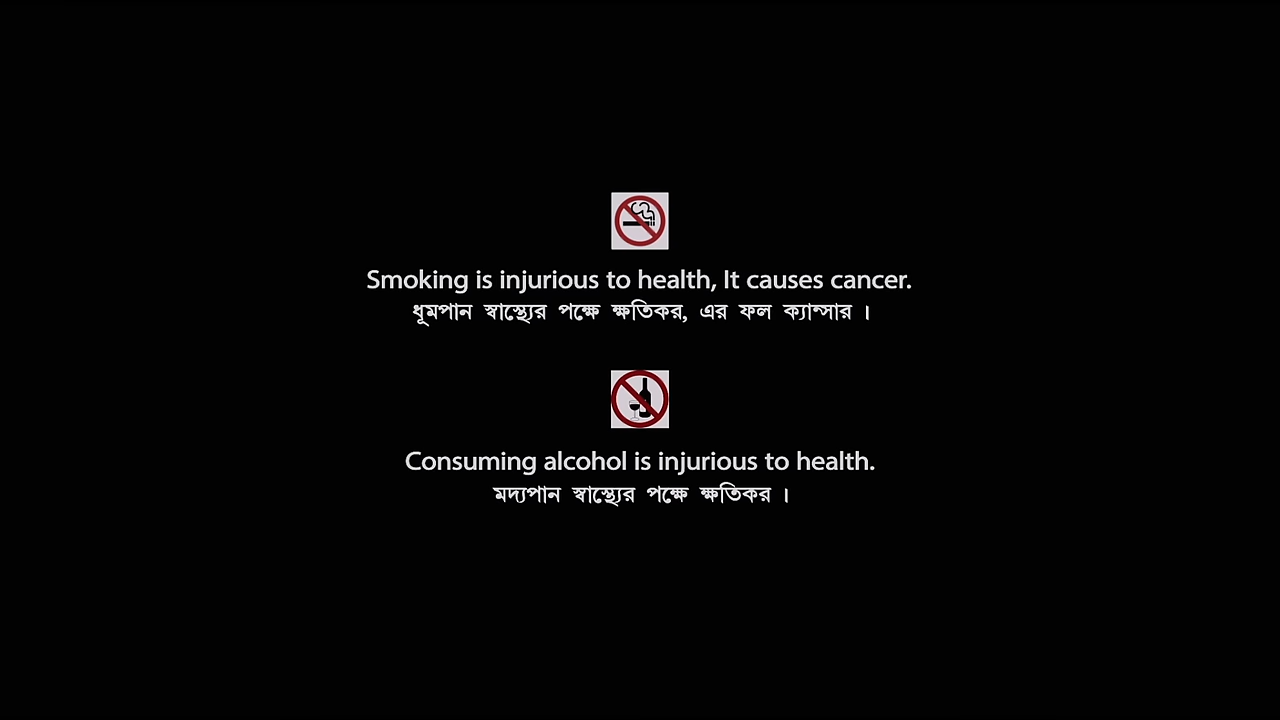 Smoking is injurious to health, It causes cancer.
ধূমপান স্বাস্থ্যের পক্ষে ক্ষতিকর, এর ফল ক্যান্সার ।
Consuming alcohol is injurious to health.
মদ্যপান স্বাস্থ্যের পক্ষে ক্ষতিকর ।